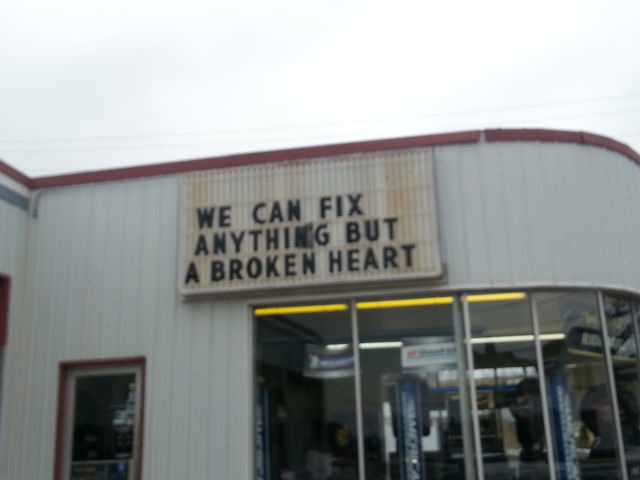 WE CAN FIX
ANYTHING BUT
A BROKEN HEART